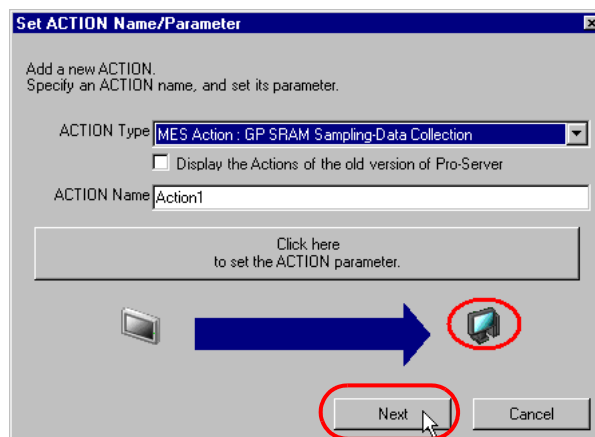 Set ACTION Name/Parameter
Add a new ACTION.
Specify an ACTION name, and set its parameter.
ACTION Type MES Action : GP SRAM Sampling-Data Collection
Display the Actions of the old version of Pro-Server
ACTION Name Action1
Click here
to set the ACTION parameter.
Next Cancel